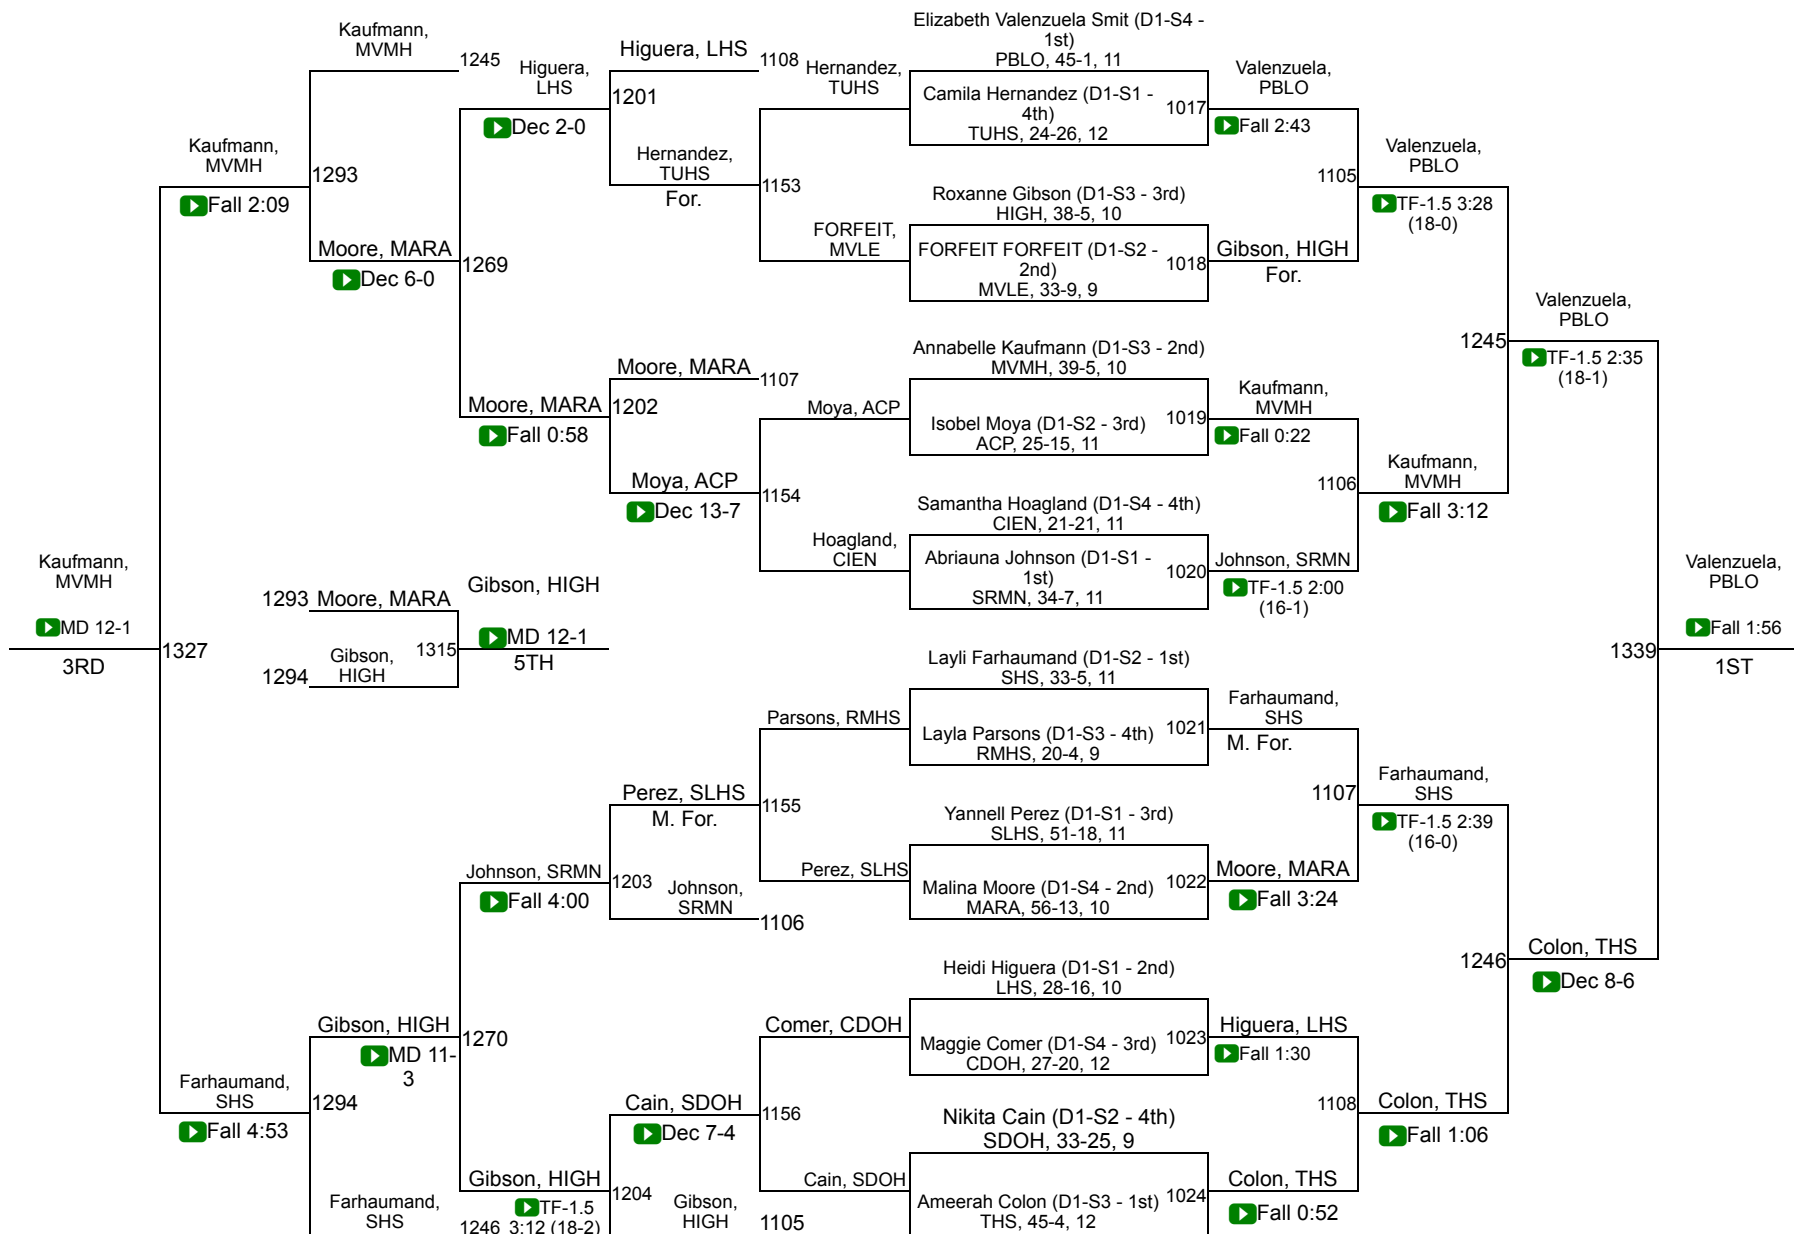 Kaufmann,
MVMH
1245
Kaufmann,
MVMH
Fall 2:09
1293
Moore, MARA
Dec 6-0
Higuera,
LHS
Dec 2-0
1269
Moore, MARA
Fall 0:58
Higuera, LHS
1108
1201
Hernandez,
TUHS
For.
1153
Moore, MARA
1107
1202
Moya, ACP
Dec 13-7
1154
Hernandez,
TUHS
FORFEIT,
MVLE
Moya, ACP
Hoagland,
CIEN
Elizabeth Valenzuela Smit (D1-S4 -
1st)
PBLO, 45-1, 11
Camila Hernandez (D1-S1 -
4th)
TUHS, 24-26, 12
1017
Roxanne Gibson (D1-S3 - 3rd)
HIGH, 38-5, 10
FORFEIT FORFEIT (D1-S2 -
2nd)
MVLE, 33-9, 9
1018
Annabelle Kaufmann (D1-S3 - 2nd)
MVMH, 39-5, 10
Isobel Moya (D1-S2 - 3rd)
ACP, 25-15, 11
1019
Samantha Hoagland (D1-S4 - 4th)
CIEN, 21-21, 11
Abriauna Johnson (D1-S1 -
1st)
SRMN, 34-7, 11
1020
Valenzuela,
PBLO
Fall 2:43
Gibson, HIGH
For.
Kaufmann,
MVMH
Fall 0:22
Johnson, SRMN
TF-1.5 2:00
(16-1)
1105
Valenzuela,
PBLO
TF-1.5 3:28
(18-0)
1106
Kaufmann,
MVMH
Fall 3:12
1245
Valenzuela,
PBLO
TF-1.5 2:35
(18-1)
Kaufmann,
MVMH
MD 12-1
3RD
1327
1293
Moore, MARA
1294
Gibson,
HIGH
1315
Gibson, HIGH
MD 12-1
5TH
1339
Valenzuela,
PBLO
Fall 1:56
1ST
Farhaumand,
SHS
Fall 4:53
Gibson, HIGH
MD 11-
3
1294
Farhaumand,
SHS
1246
Johnson, SRMN
Fall 4:00
1270
Gibson, HIGH
TF-1.5
3:12 (18-2)
Perez, SLHS
M. For.
1155
1203
Johnson,
SRMN
1106
Cain, SDOH
Dec 7-4
1156
1204
Gibson,
HIGH
1105
Parsons, RMHS
Perez, SLHS
Comer, CDOH
Cain, SDOH
Layli Farhaumand (D1-S2 - 1st)
SHS, 33-5, 11
Layla Parsons (D1-S3 - 4th)
RMHS, 20-4, 9
1021
Yannell Perez (D1-S1 - 3rd)
SLHS, 51-18, 11
Malina Moore (D1-S4 - 2nd)
MARA, 56-13, 10
1022
Heidi Higuera (D1-S1 - 2nd)
LHS, 28-16, 10
Maggie Comer (D1-S4 - 3rd)
CDOH, 27-20, 12
1023
Nikita Cain (D1-S2 - 4th)
SDOH, 33-25, 9
Ameerah Colon (D1-S3 - 1st)
THS, 45-4, 12
1024
Farhaumand,
SHS
M. For.
Moore, MARA
Fall 3:24
Higuera, LHS
Fall 1:30
Colon, THS
Fall 0:52
1107
Farhaumand,
SHS
TF-1.5 2:39
(16-0)
1108
Colon, THS
Fall 1:06
1246
Colon, THS
Dec 8-6